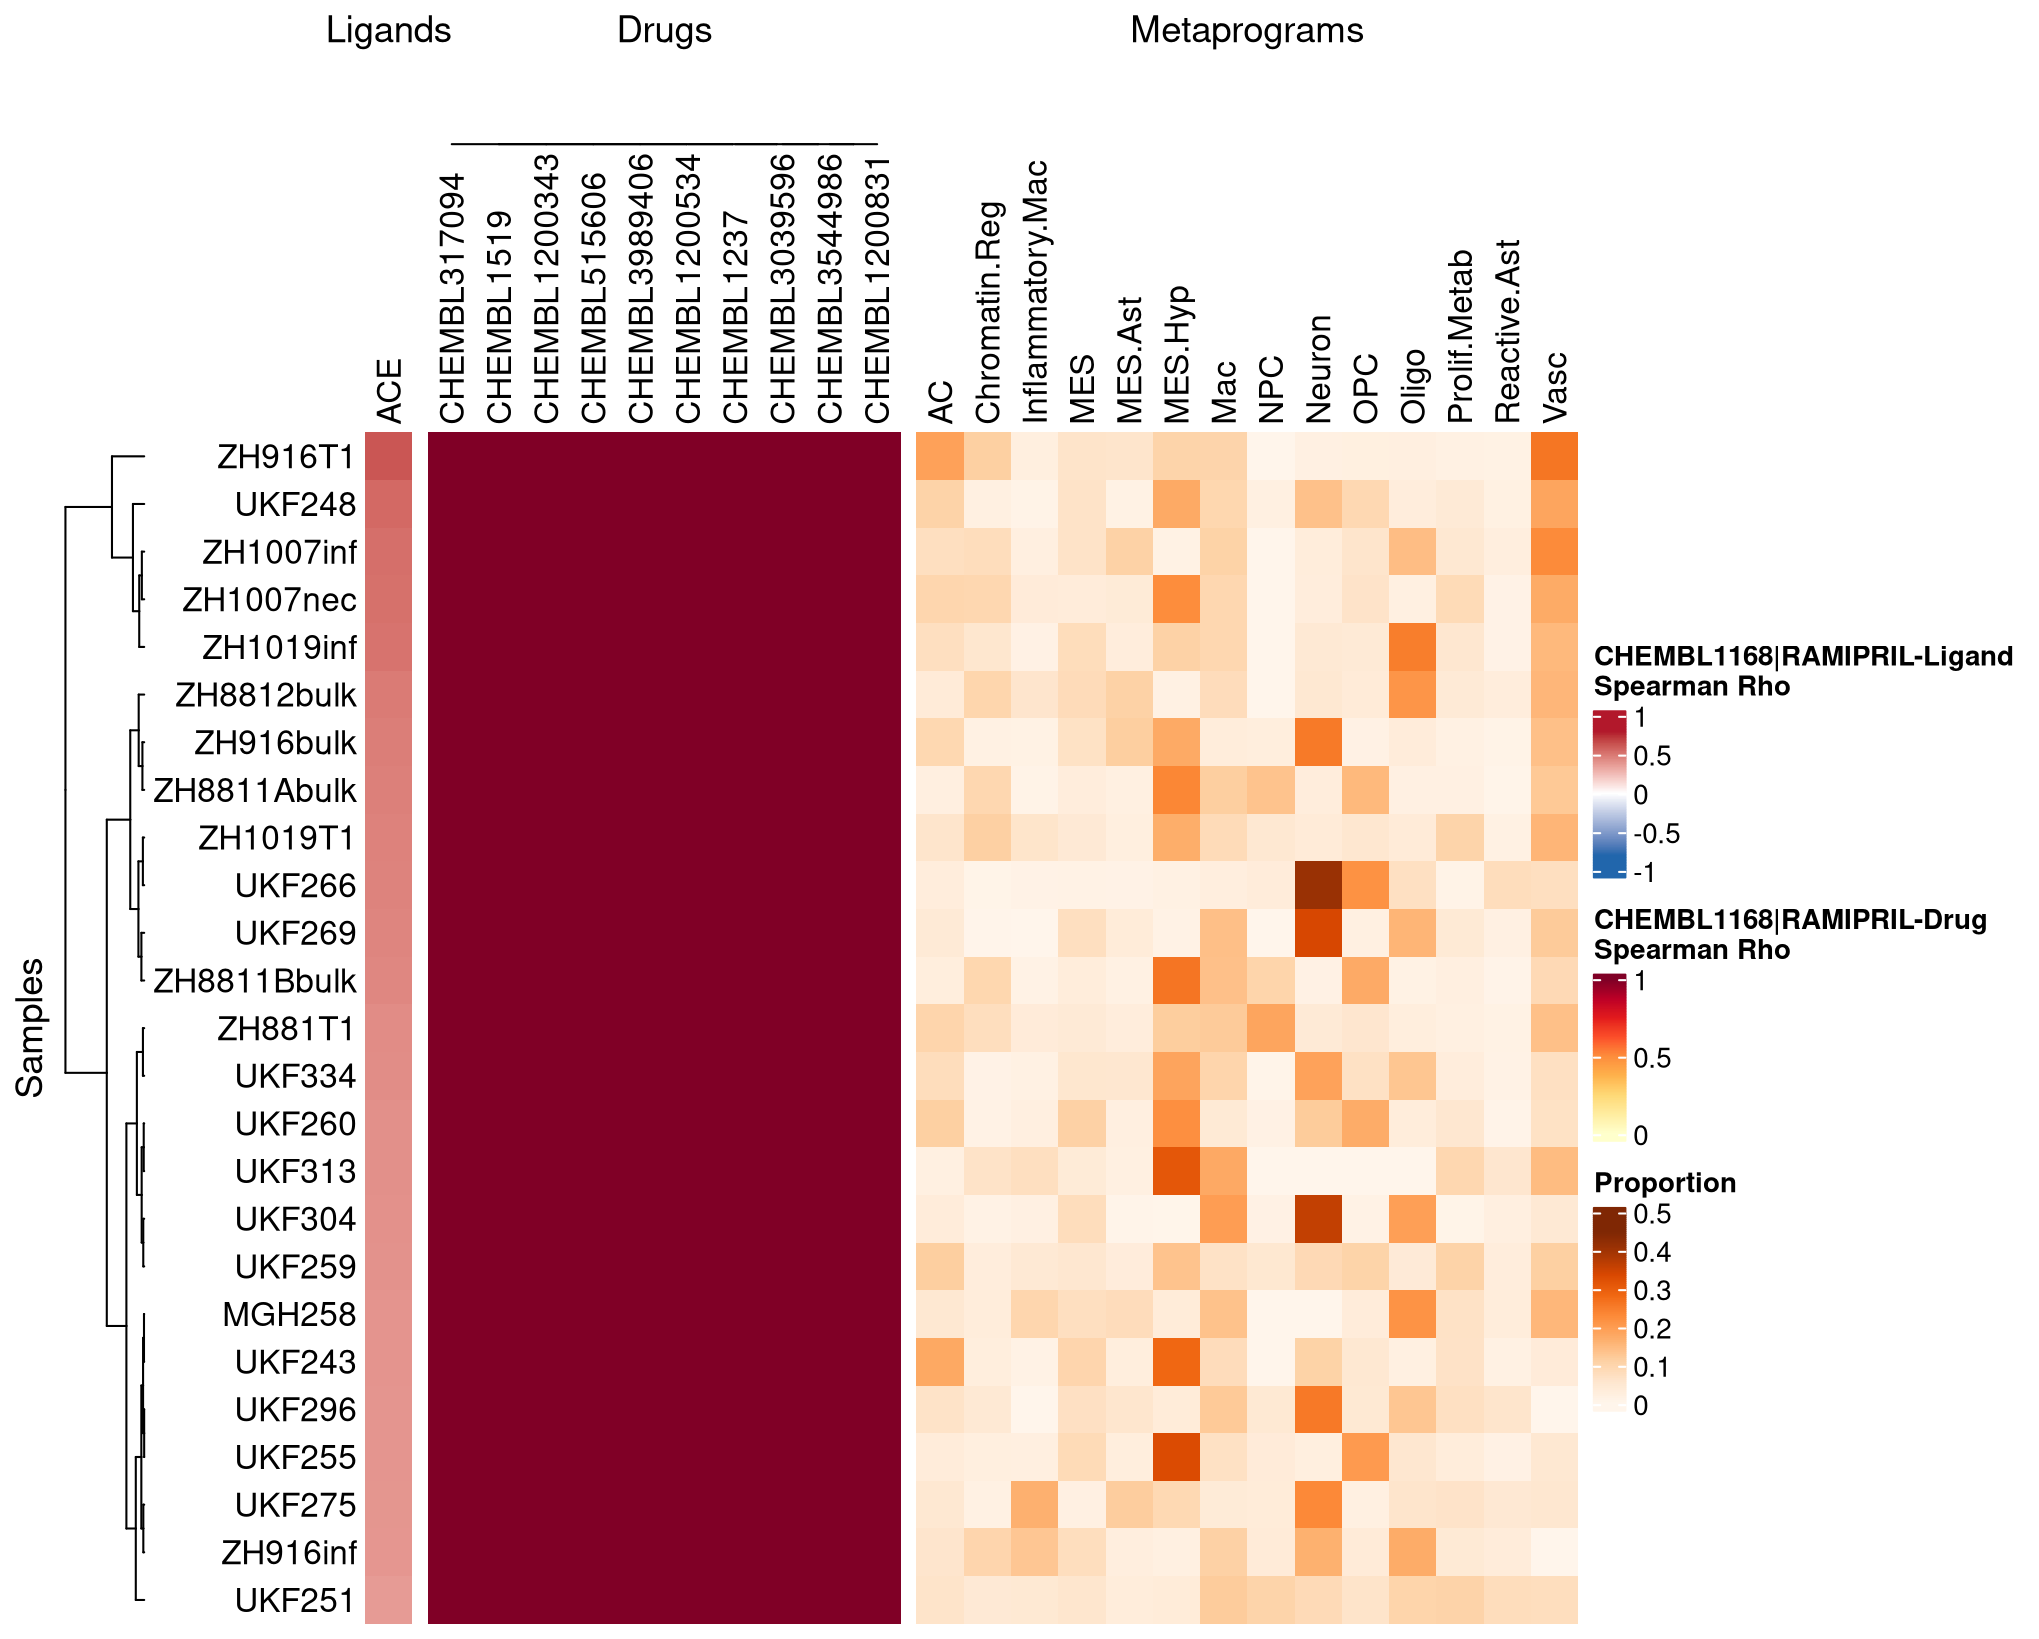 Ligands
Drugs
Metaprograms
ACE
CHEMBL317094
CHEMBL1519
CHEMBL1200343
CHEMBL515606
CHEMBL3989406
CHEMBL1200534
CHEMBL1237
CHEMBL3039596
CHEMBL3544986
CHEMBL1200831
AC
Chromatin.Reg
Inflammatory.Mac
MES
MES.Ast
MES.Hyp
Mac
NPC
Neuron
OPC
Oligo
Prolif.Metab
Reactive.Ast
Vasc
Samples
ZH916T1
UKF248
ZH1007inf
ZH1007nec
ZH1019inf
ZH8812bulk
ZH916bulk
ZH8811Abulk
ZH1019T1
UKF266
UKF269
ZH8811Bbulk
ZH881T1
UKF334
UKF260
UKF313
UKF304
UKF259
MGH258
UKF243
UKF296
UKF255
UKF275
ZH916inf
UKF251
CHEMBL1168|RAMIPRIL-Ligand
Spearman Rho
1
0.5
0
-0.5
-1
CHEMBL1168|RAMIPRIL-Drug
Spearman Rho
1
0.5
0
Proportion
0.5
0.4
0.3
0.2
0.1
0